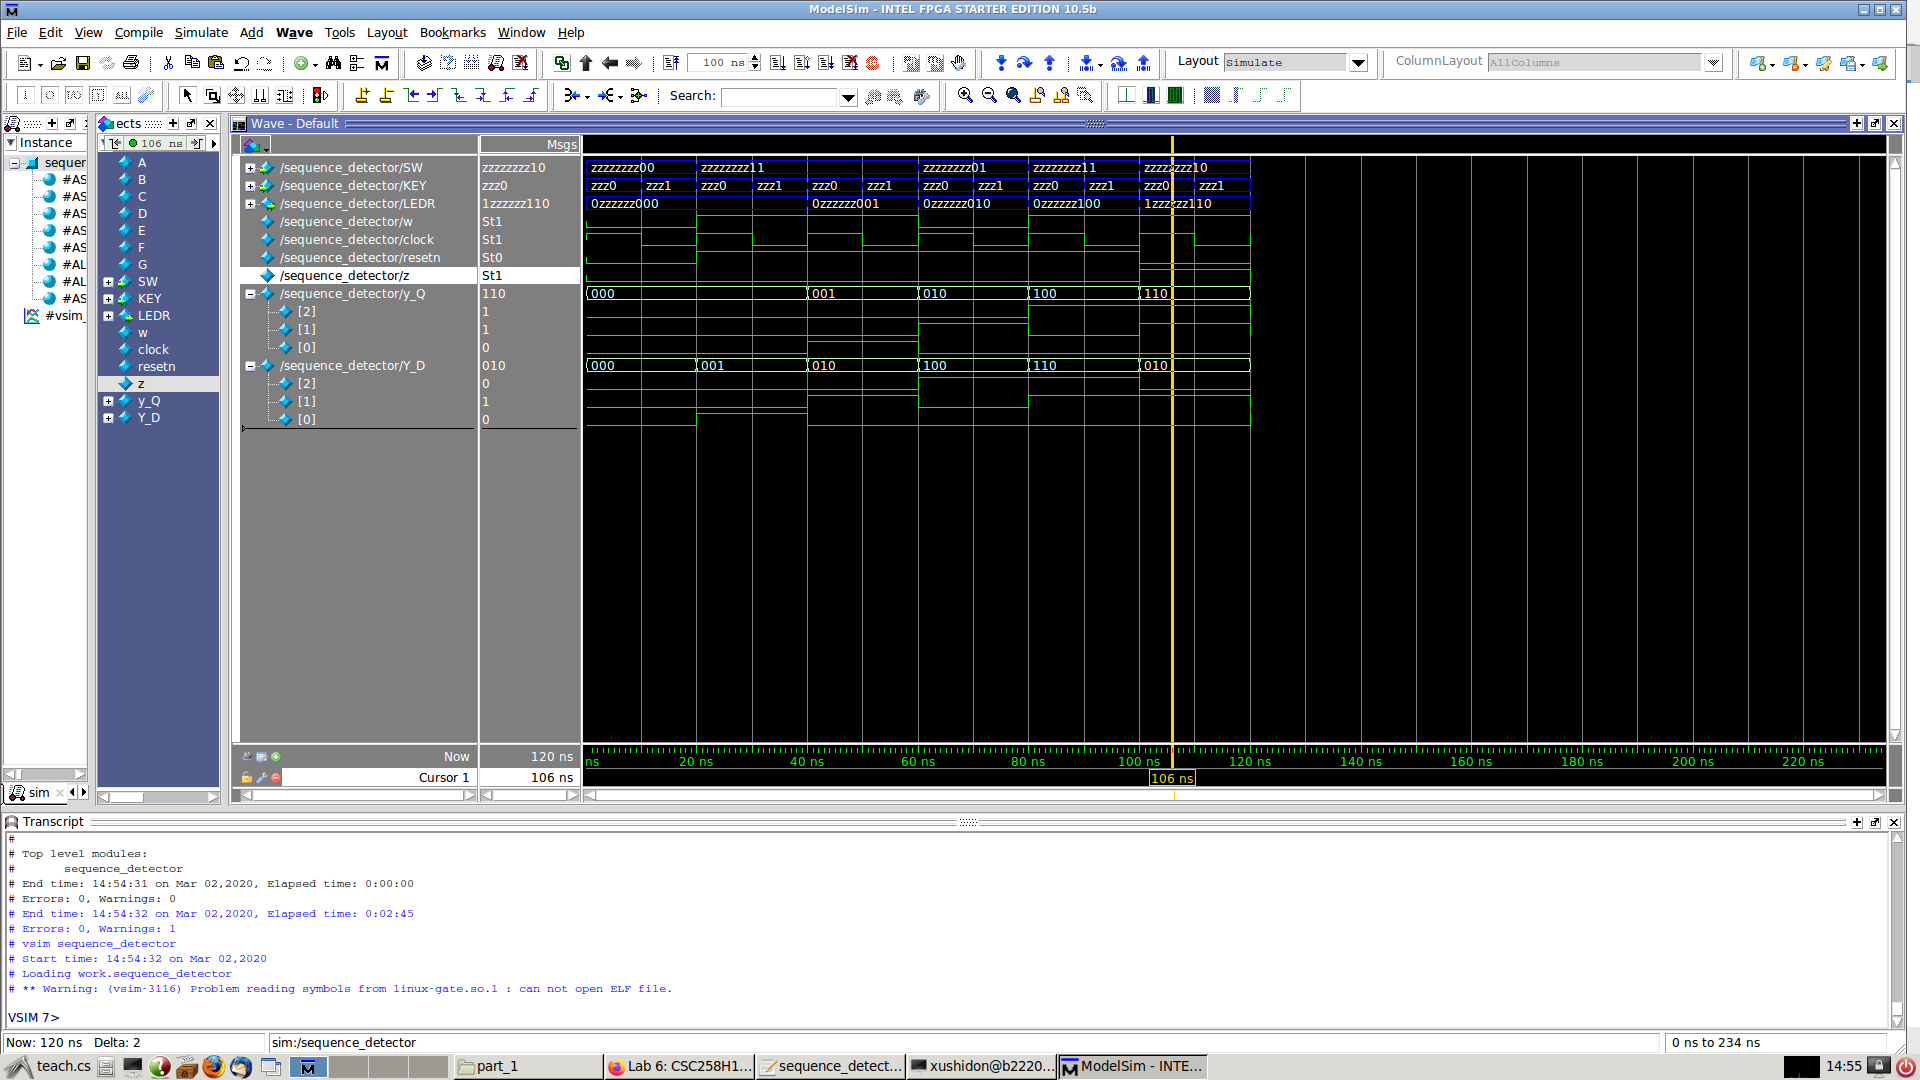 ModelSim - INTEL FPGA STARTER EDITION 10.5b
File Edit View Compile Simulate Add Wave Tools Layout Bookmarks Window Help
100 ns
Layout Simulate
ColumnLayout AllColumns
Search:
ects
Wave - Default
Instance
106 ns
Msgs
sequer
#AS
#AS
#AS
#AS
#AS
#AL
#AL
#AS
#vsim_
A
B
C
D
E
F
G
SW
KEY
LEDR
w
clock
resetn
z
y_Q
Y_D
/sequence_detector/SW zzzzzzzz10 zzzzzzzz00 zzzzzzzz11 zzzzzzzz01 zzzzzzzz11 zzzzzzzz10
/sequence_detector/KEY zzz0 zzz0 zzz1 zzz0 zzz1 zzz0 zzz1 zzz0 zzz1 zzz0 zzz1 zzz0 zzz1
/sequence_detector/LEDR 1zzzzzz110 0zzzzzz000 0zzzzzz001 0zzzzzz010 0zzzzzz100 1zzzzzz110
/sequence_detector/w St1
/sequence_detector/clock St1
/sequence_detector/resetn St0
/sequence_detector/z St1
/sequence_detector/y_Q 110 000 001 010 100 110
[2] 1
[1] 1
[0] 0
/sequence_detector/Y_D 010 000 001 010 100 110 010
[2] 0
[1] 1
[0] 0
Now 120 ns
ns 20 ns 40 ns 60 ns 80 ns 100 ns 120 ns 140 ns 160 ns 180 ns 200 ns 220 ns
Cursor 1 106 ns
106 ns
sim
Transcript
#
# Top level modules:
# sequence_detector
# End time: 14:54:31 on Mar 02,2020, Elapsed time: 0:00:00
# Errors: 0, Warnings: 0
# End time: 14:54:32 on Mar 02,2020, Elapsed time: 0:02:45
# Errors: 0, Warnings: 1
# vsim sequence_detector
# Start time: 14:54:32 on Mar 02,2020
# Loading work.sequence_detector
# ** Warning: (vsim-3116) Problem reading symbols from linux-gate.so.1 : can not open ELF file.
VSIM 7>
Now: 120 ns Delta: 2
sim:/sequence_detector
0 ns to 234 ns
teach.cs
part_1
Lab 6: CSC258H1...
sequence_detect...
xushidon@b2220...
ModelSim - INTE...
14:55